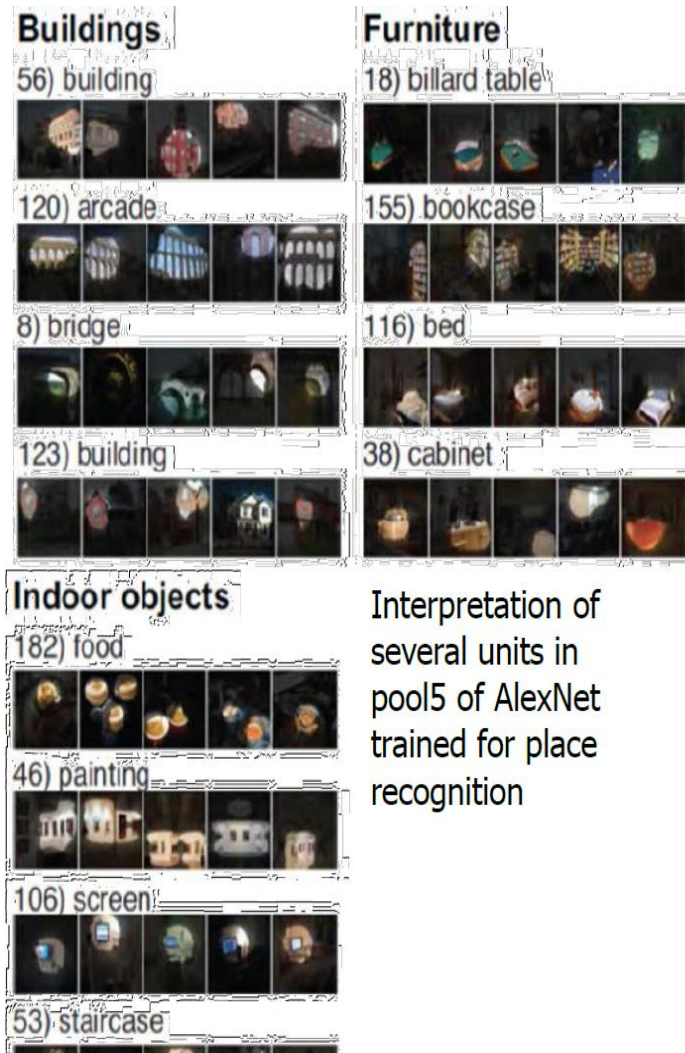 Buildings
56) building
120) arcade
8) bridge
123) building
Furniture
18) billard table
155) bookcase
116) bed
38) cabinet
Indoor objects
182) food
46) painting
106) screen
53) staircase
Interpretation of
several units in
pool5 of AlexNet
trained for place
recognition